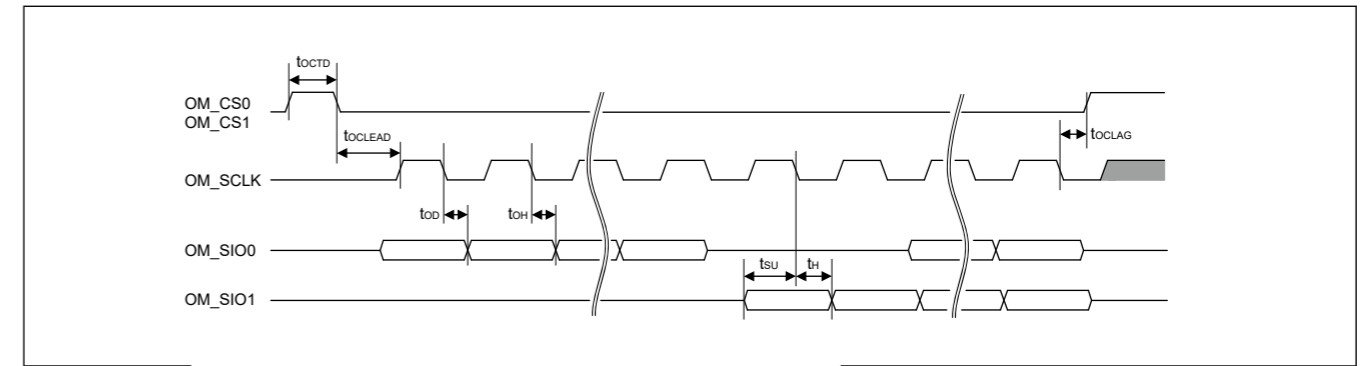 tOCTD
OM_CS0
OM_CS1
tOCLEAD
tOCLAG
OM_SCLK
tOD
tOH
OM_SIO0
tSU
tH
OM_SIO1